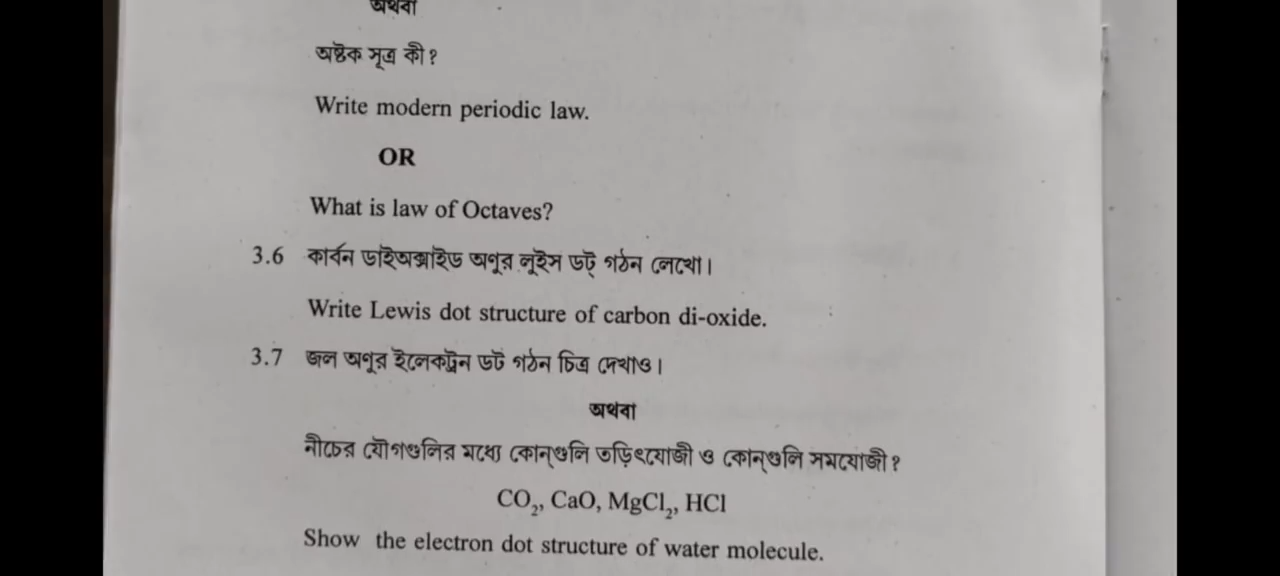 অথবা
অষ্টক সূত্র কী?
Write modern periodic law.
OR
What is law of Octaves?
3.6 কার্বন ডাইঅক্সাইড অণুর লুইস ডট্ গঠন লেখো।
Write Lewis dot structure of carbon di-oxide.
3.7 জল অণুর ইলেকট্রন ডট গঠন চিত্র দেখাও।
অথবা
নীচের যৌগগুলির মধ্যে কোন্‌গুলি তড়িৎযোজী ও কোন্‌গুলি সমযোজী?
CO₂, CaO, MgCl₂, HCl
Show the electron dot structure of water molecule.